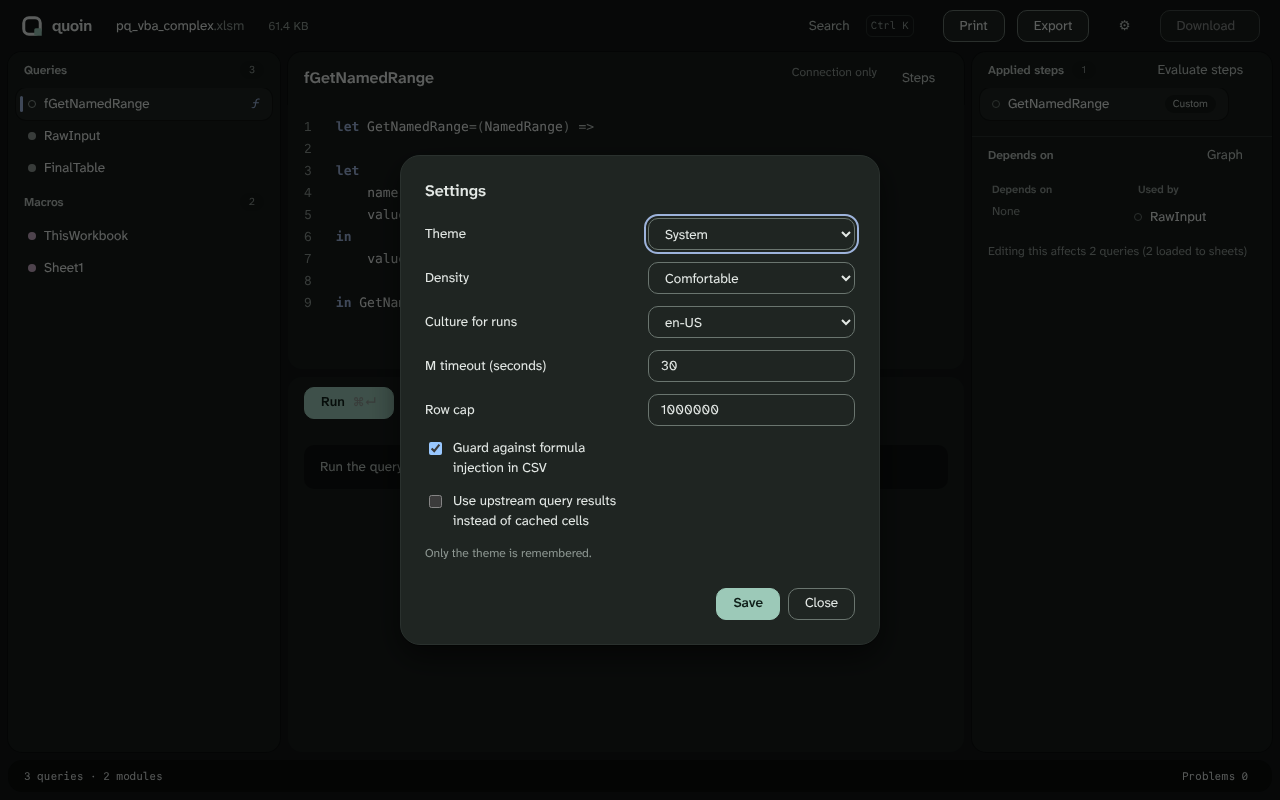 quoin pq_vba_complex.xlsm 61.4 KB Search Ctrl K Print Export Download
Queries 3
fGetNamedRange ƒ
RawInput
FinalTable
Macros 2
ThisWorkbook
Sheet1
fGetNamedRange Connection only Steps
1 let GetNamedRange=(NamedRange) =>
2
3 let
4 name
5 valu
6 in
7 valu
8
9 in GetNa
Run ⌘↵
Run the query
Applied steps 1 Evaluate steps
GetNamedRange Custom
Depends on Graph
Depends on Used by
None RawInput
Editing this affects 2 queries (2 loaded to sheets)
Settings
Theme System
Density Comfortable
Culture for runs en-US
M timeout (seconds) 30
Row cap 1000000
Guard against formula
injection in CSV
Use upstream query results
instead of cached cells
Only the theme is remembered.
Save Close
3 queries · 2 modules Problems 0